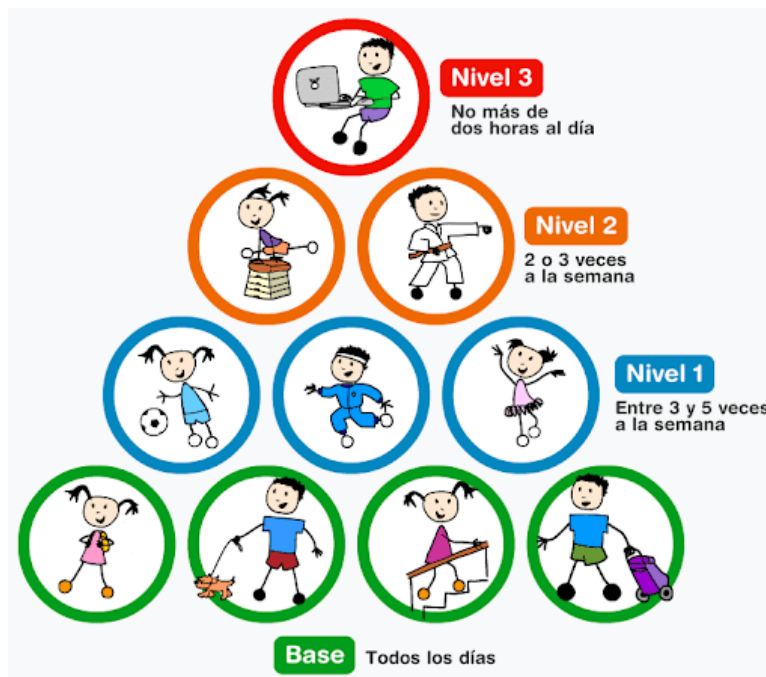 Nivel 3
No más de
dos horas al día
Nivel 2
2 o 3 veces
a la semana
Nivel 1
Entre 3 y 5 veces
a la semana
Base
Todos los días